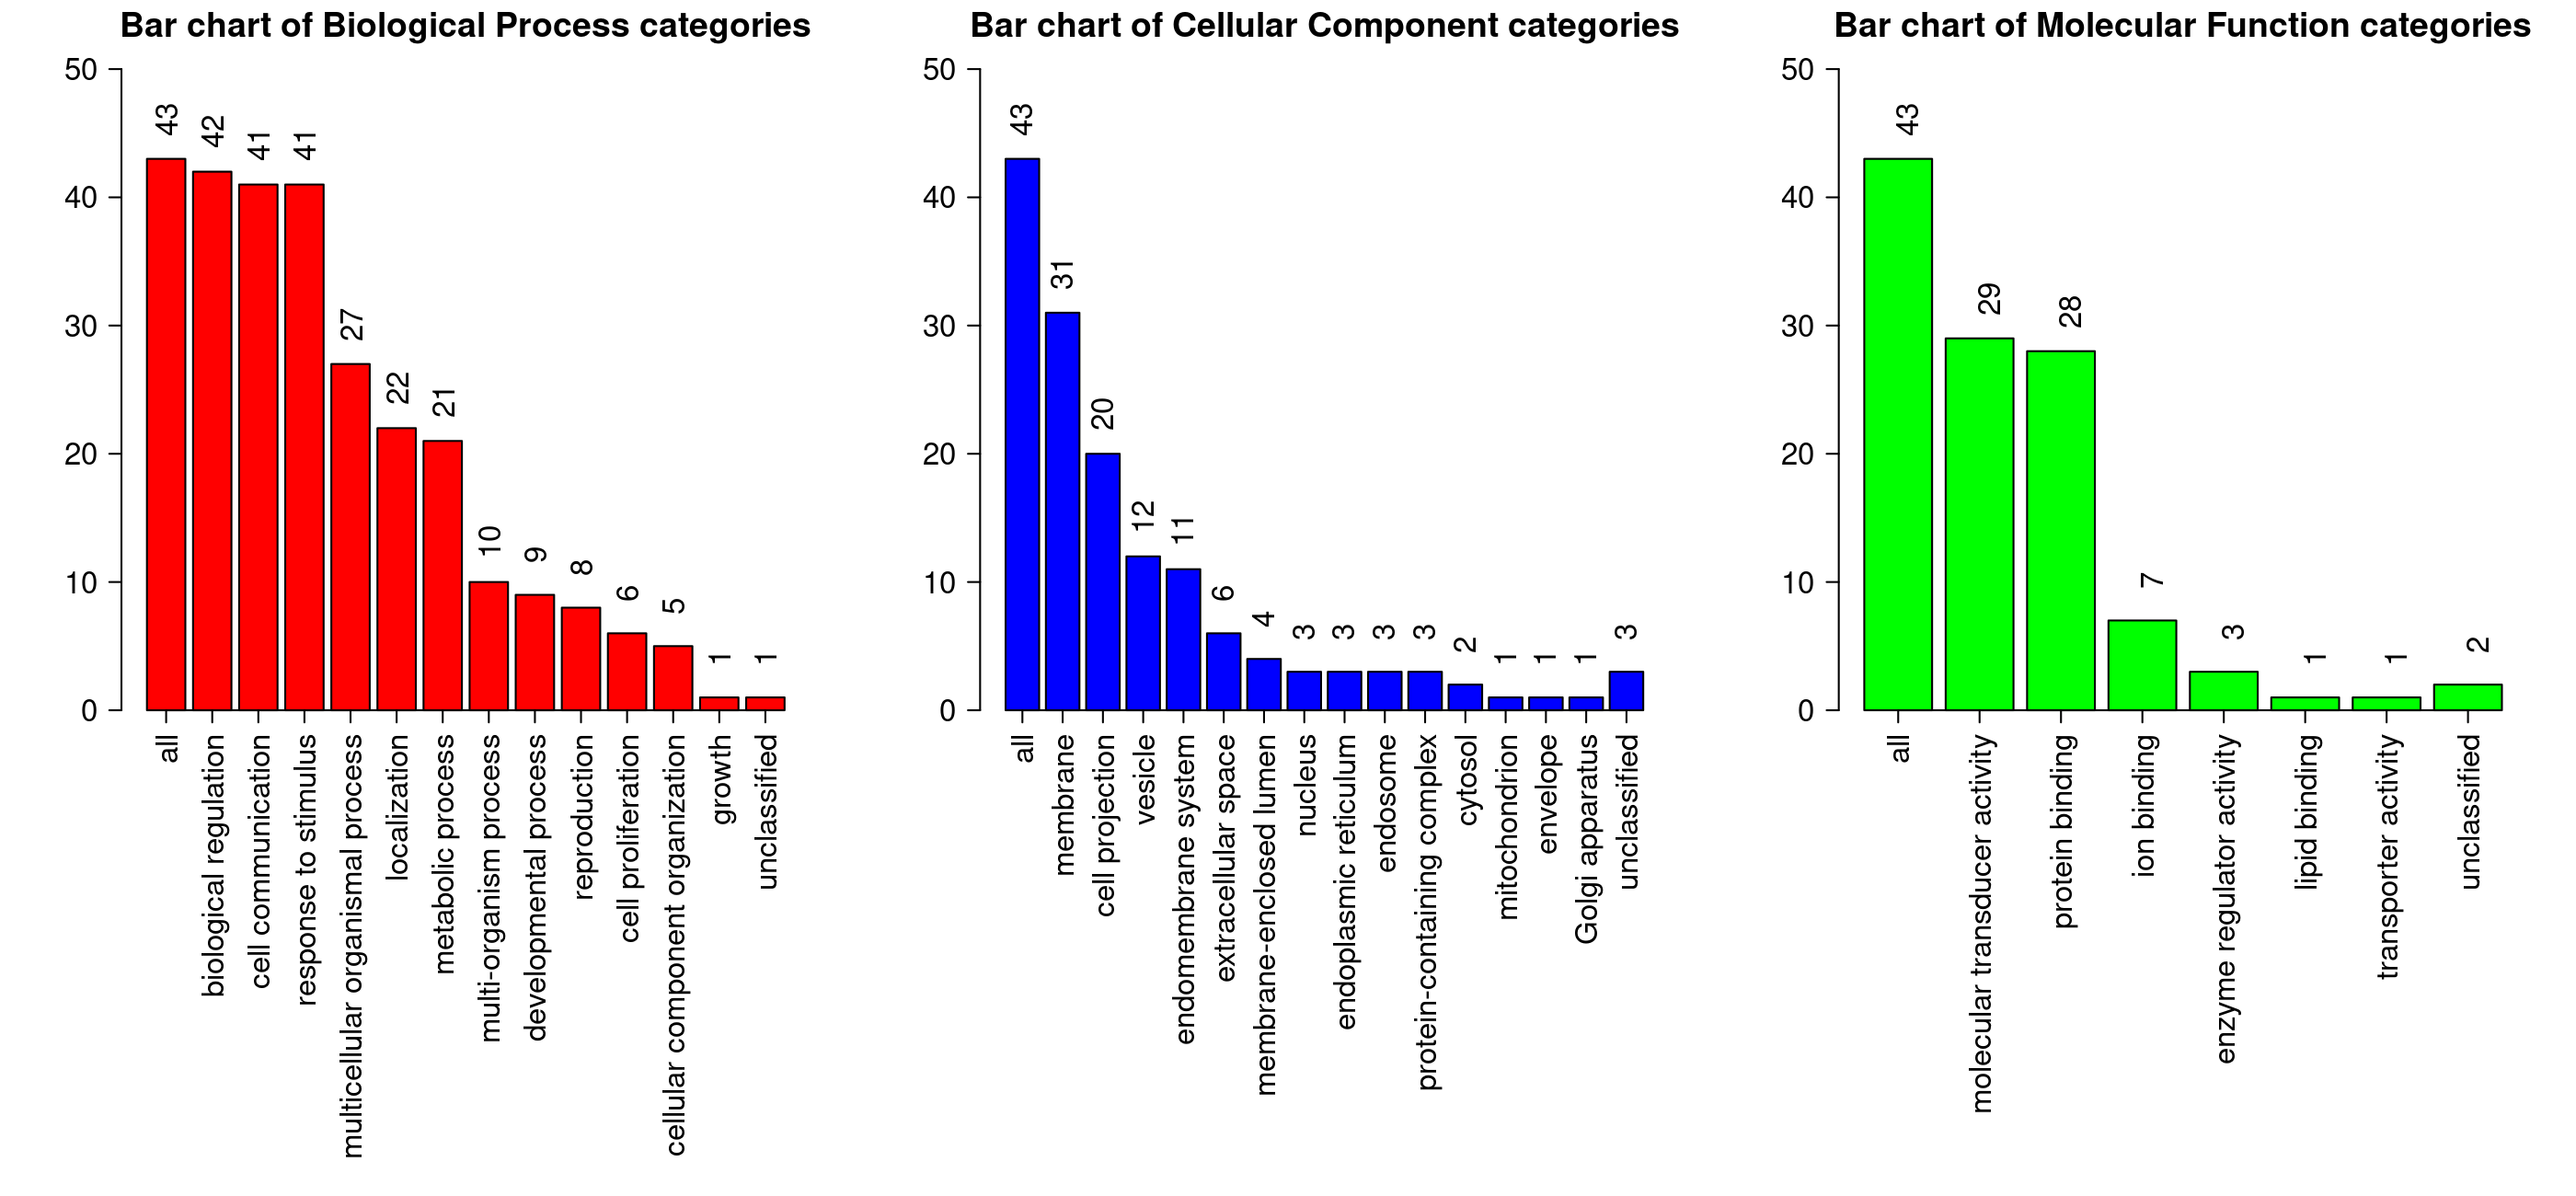 Bar chart of Biological Process categories
50
40
30
20
10
0
43
42
41
41
27
22
21
10
9
8
6
5
1
1
all
biological regulation
cell communication
response to stimulus
multicellular organismal process
localization
metabolic process
multi-organism process
developmental process
reproduction
cell proliferation
cellular component organization
growth
unclassified
Bar chart of Cellular Component categories
50
40
30
20
10
0
43
31
20
12
11
6
4
3
3
3
3
2
1
1
1
3
all
membrane
cell projection
vesicle
endomembrane system
extracellular space
membrane-enclosed lumen
nucleus
endoplasmic reticulum
endosome
protein-containing complex
cytosol
mitochondrion
envelope
Golgi apparatus
unclassified
Bar chart of Molecular Function categories
50
40
30
20
10
0
43
29
28
7
3
1
1
2
all
molecular transducer activity
protein binding
ion binding
enzyme regulator activity
lipid binding
transporter activity
unclassified